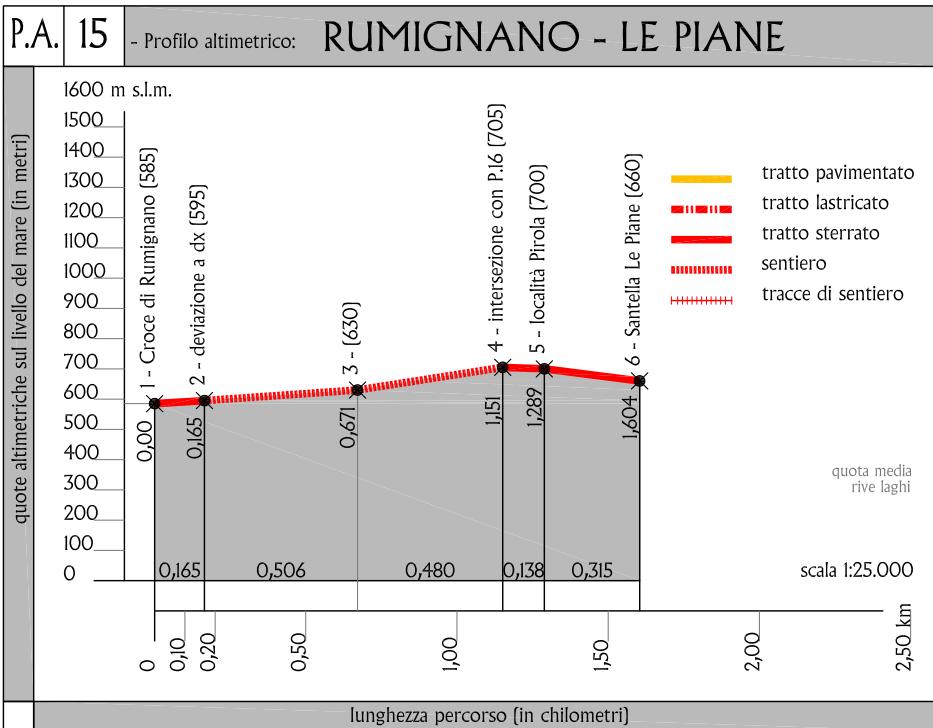 P.A. 15 - Profilo altimetrico: RUMIGNANO - LE PIANE
quote altimetriche sul livello del mare (in metri)
1600 m s.l.m.
1500
1400
1300
1200
1100
1000
900
800
700
600
500
400
300
200
100
0
1 - Croce di Rumignano (585)
2 - deviazione a dx (595)
3 - (630)
4 - intersezione con P.16 (705)
5 - località Pirola (700)
6 - Santella Le Piane (660)
tratto pavimentato
tratto lastricato
tratto sterrato
sentiero
tracce di sentiero
0,00
0,165
0,671
1,151
1,289
1,604
quota media
rive laghi
0,165 0,506 0,480 0,138 0,315
scala 1:25.000
0 0,10 0,20 0,50 1,00 1,50 2,00 2,50 km
lunghezza percorso (in chilometri)